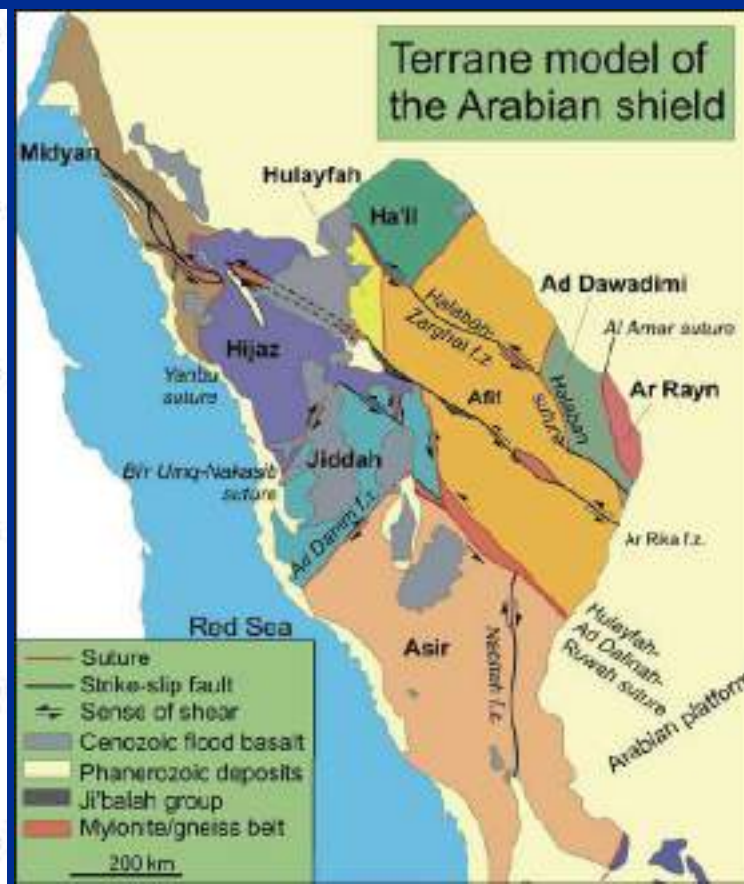 Terrane model of
the Arabian shield
Midyan
Hulayfah
Ha'il
Ad Dawadimi
Al Amar suture
Halaban-
Zarghat f.z.
Hijaz
Ar Rayn
Yanbu
suture
Afif
Halaban
suture
Jiddah
Bi'r Umq-Nakasib
suture
Ad Damm f.z.
Ar Rika f.z.
Red Sea
Asir
Nabitah f.z.
Hulayfah-
Ad Dafinah-
Ruwah suture
Arabian platform
Suture
Strike-slip fault
Sense of shear
Cenozoic flood basalt
Phanerozoic deposits
Ji'balah group
Mylonite/gneiss belt
200 km